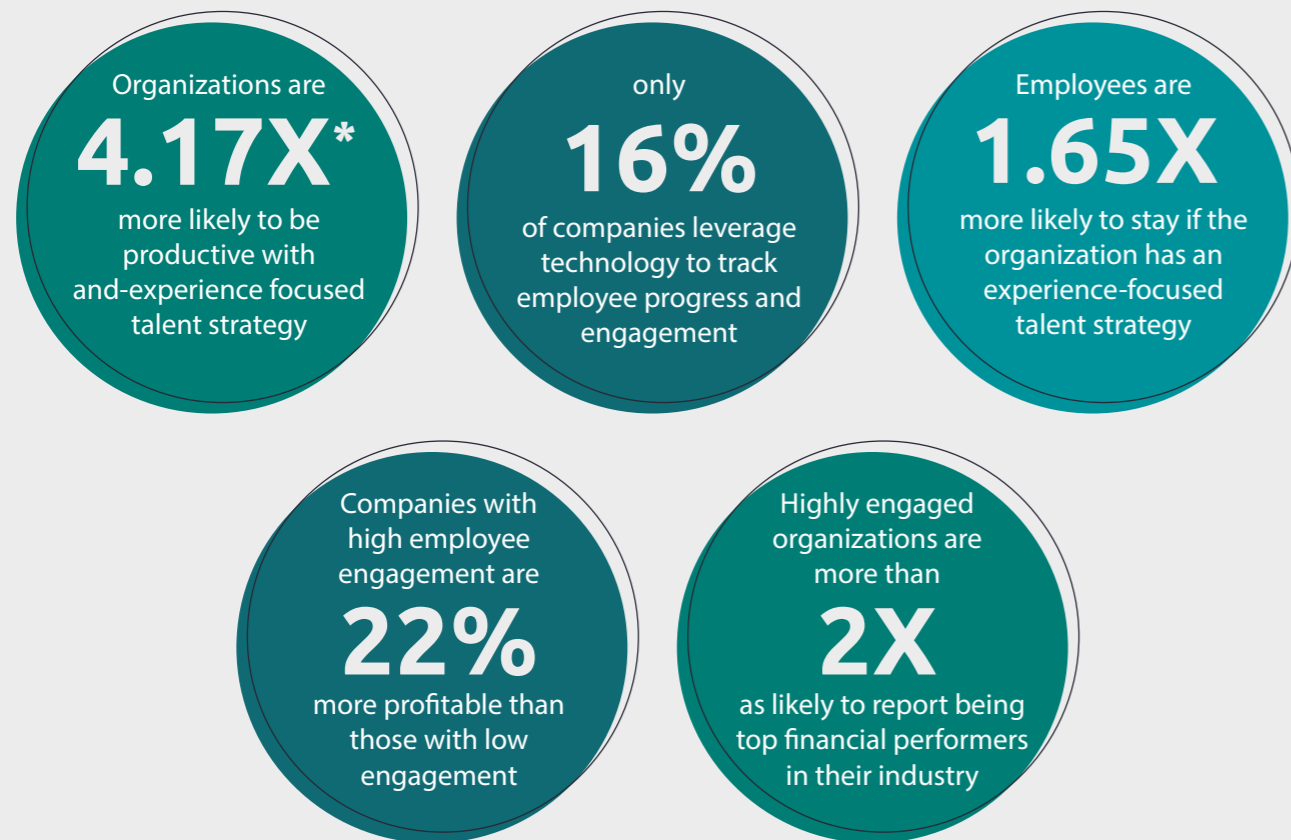 Organizations are
4.17X*
more likely to be
productive with
and-experience focused
talent strategy
only
16%
of companies leverage
technology to track
employee progress and
engagement
Employees are
1.65X
more likely to stay if the
organization has an
experience-focused
talent strategy
Companies with
high employee
engagement are
22%
more profitable than
those with low
engagement
Highly engaged
organizations are
more than
2X
as likely to report being
top financial performers
in their industry